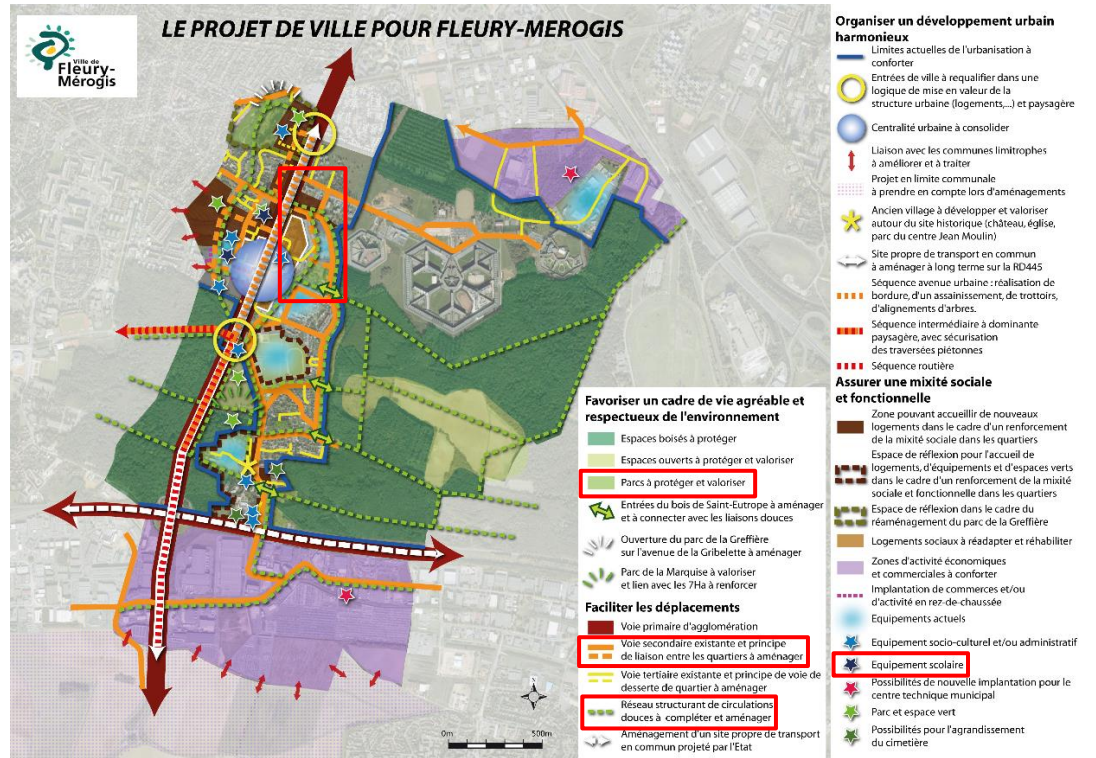 LE PROJET DE VILLE POUR FLEURY-MEROGIS
Ville de
Fleury-
Mérogis
Organiser un développement urbain
harmonieux
Limites actuelles de l'urbanisation à
conforter
Entrées de ville à requalifier dans une
logique de mise en valeur de la
structure urbaine (logements,...) et paysagère
Centralité urbaine à consolider
Liaison avec les communes limitrophes
à améliorer et à traiter
Projet en limite communale
à prendre en compte lors d'aménagements
Ancien village à développer et valoriser
autour du site historique (château, église,
parc du centre Jean Moulin)
Site propre de transport en commun
à aménager à long terme sur la RD445
Séquence avenue urbaine : réalisation de
bordure, d'un assainissement, de trottoirs,
d'alignements d'arbres.
Séquence intermédiaire à dominante
paysagère, avec sécurisation
des traversées piétonnes
Séquence routière
Assurer une mixité sociale
et fonctionnelle
Zone pouvant accueillir de nouveaux
logements dans le cadre d'un renforcement
de la mixité sociale dans les quartiers
Espace de réflexion pour l'accueil de
logements, d'équipements et d'espaces verts
dans le cadre d'un renforcement de la mixité
sociale et fonctionnelle dans les quartiers
Espace de réflexion dans le cadre du
réaménagement du parc de la Greffière
Logements sociaux à réadapter et réhabiliter
Zones d'activité économiques
et commerciales à conforter
Implantation de commerces et/ou
d'activité en rez-de-chaussée
Equipements actuels
Equipement socio-culturel et/ou administratif
Equipement scolaire
Possibilités de nouvelle implantation pour le
centre technique municipal
Parc et espace vert
Possibilités pour l'agrandissement
du cimetière
Favoriser un cadre de vie agréable et
respectueux de l'environnement
Espaces boisés à protéger
Espaces ouverts à protéger et valoriser
Parcs à protéger et valoriser
Entrées du bois de Saint-Eutrope à aménager
et à connecter avec les liaisons douces
Ouverture du parc de la Greffière
sur l'avenue de la Gribelette à aménager
Parc de la Marquise à valoriser
et lien avec les 7Ha à renforcer
Faciliter les déplacements
Voie primaire d'agglomération
Voie secondaire existante et principe
de liaison entre les quartiers à aménager
Voie tertiaire existante et principe de voie de
desserte de quartier à aménager
Réseau structurant de circulations
douces à compléter et aménager
Aménagement d'un site propre de transport
en commun projeté par l'Etat
N
0m 500m